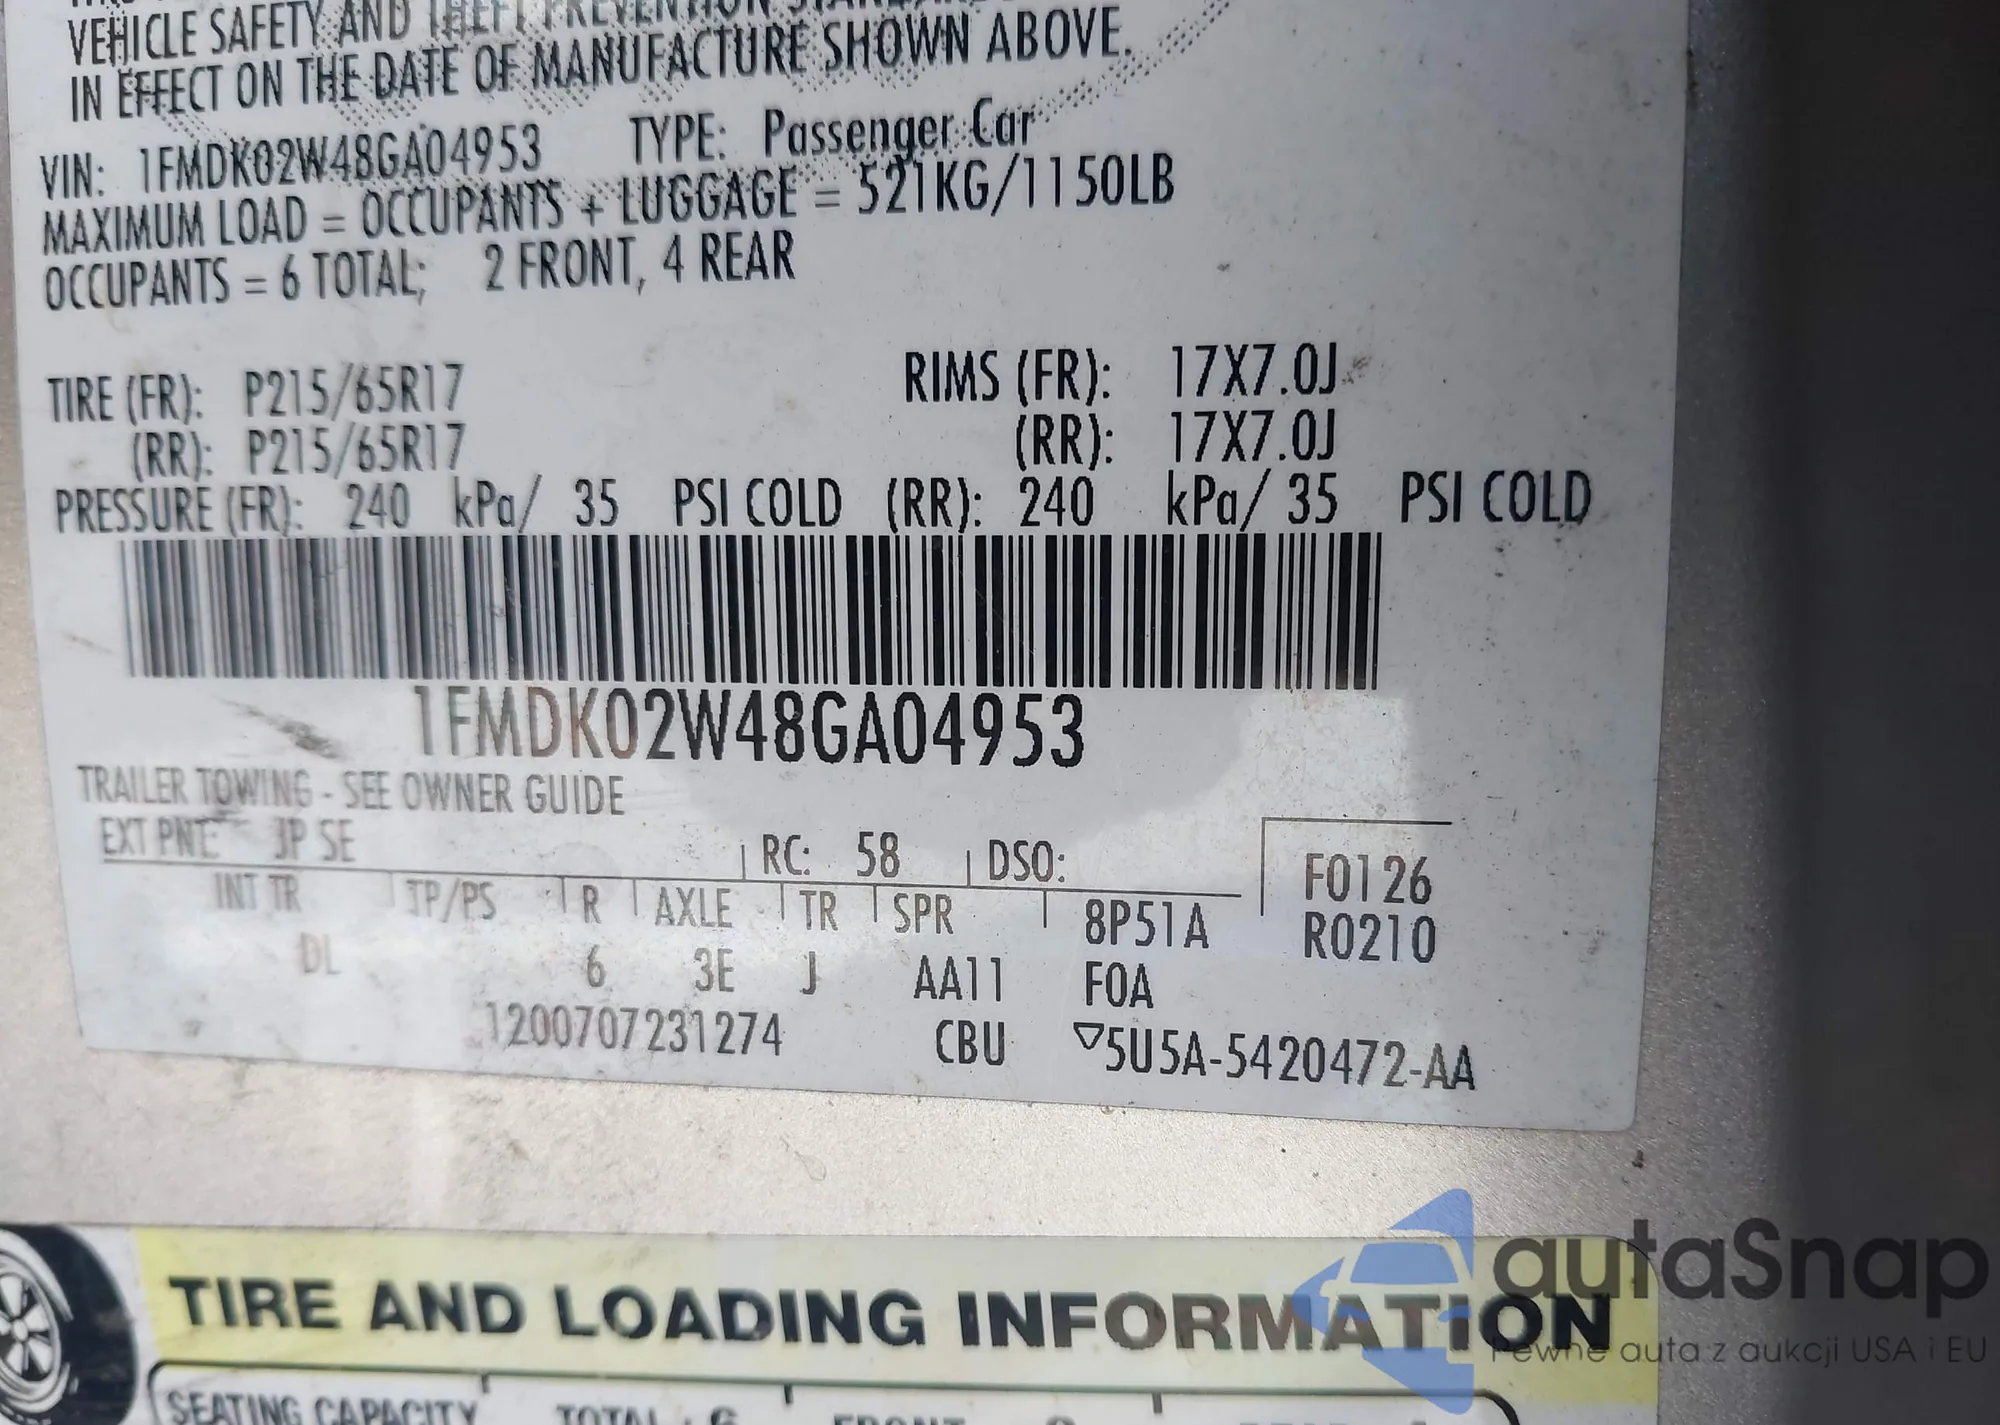 VEHICLE SAFETY AND THEFT PREVENTION
IN EFFECT ON THE DATE OF MANUFACTURE SHOWN ABOVE.
VIN: 1FMDK02W48GA04953 TYPE: Passenger Car
MAXIMUM LOAD = OCCUPANTS + LUGGAGE = 521KG/1150LB
OCCUPANTS = 6 TOTAL; 2 FRONT, 4 REAR
TIRE (FR): P215/65R17 RIMS (FR): 17X7.0J
(RR): P215/65R17 (RR): 17X7.0J
PRESSURE (FR): 240 kPa/ 35 PSI COLD (RR): 240 kPa/ 35 PSI COLD
1FMDK02W48GA04953
TRAILER TOWING - SEE OWNER GUIDE
EXT PNT: JP SE RC: 58 DSO: F0126
INT TR TP/PS R AXLE TR SPR 8P51A R0210
DL 6 3E J AA11 F0A
1200707231274 CBU ▽5U5A-5420472-AA
TIRE AND LOADING INFORMATION
SEATING CAPACITY TOTAL : 6 FRONT
autaSnap
Pewne auta z aukcji USA i EU